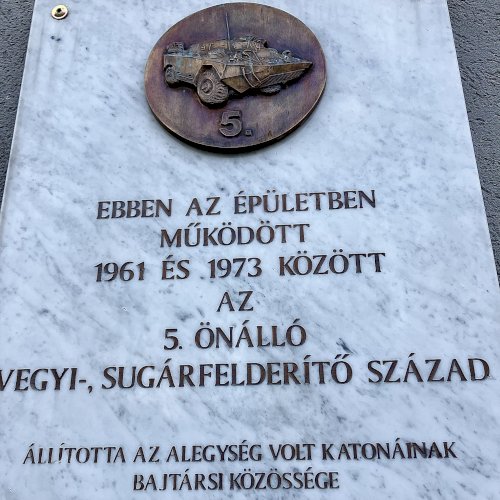 5.
EBBEN AZ ÉPÜLETBEN
MŰKÖDÖTT
1961 ÉS 1973 KÖZÖTT
AZ
5. ÖNÁLLÓ
VEGYI-, SUGÁRFELDERÍTŐ SZÁZAD
ÁLLÍTOTTA AZ ALEGYSÉG VOLT KATONÁINAK
BAJTÁRSI KÖZÖSSÉGE